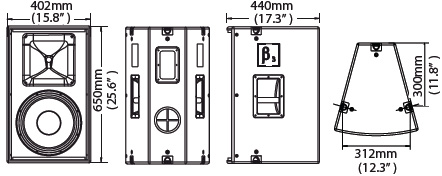 402mm
(15.8”)
650mm
(25.6”)
440mm
(17.3”)
β3
300mm
(11.8”)
312mm
(12.3”)